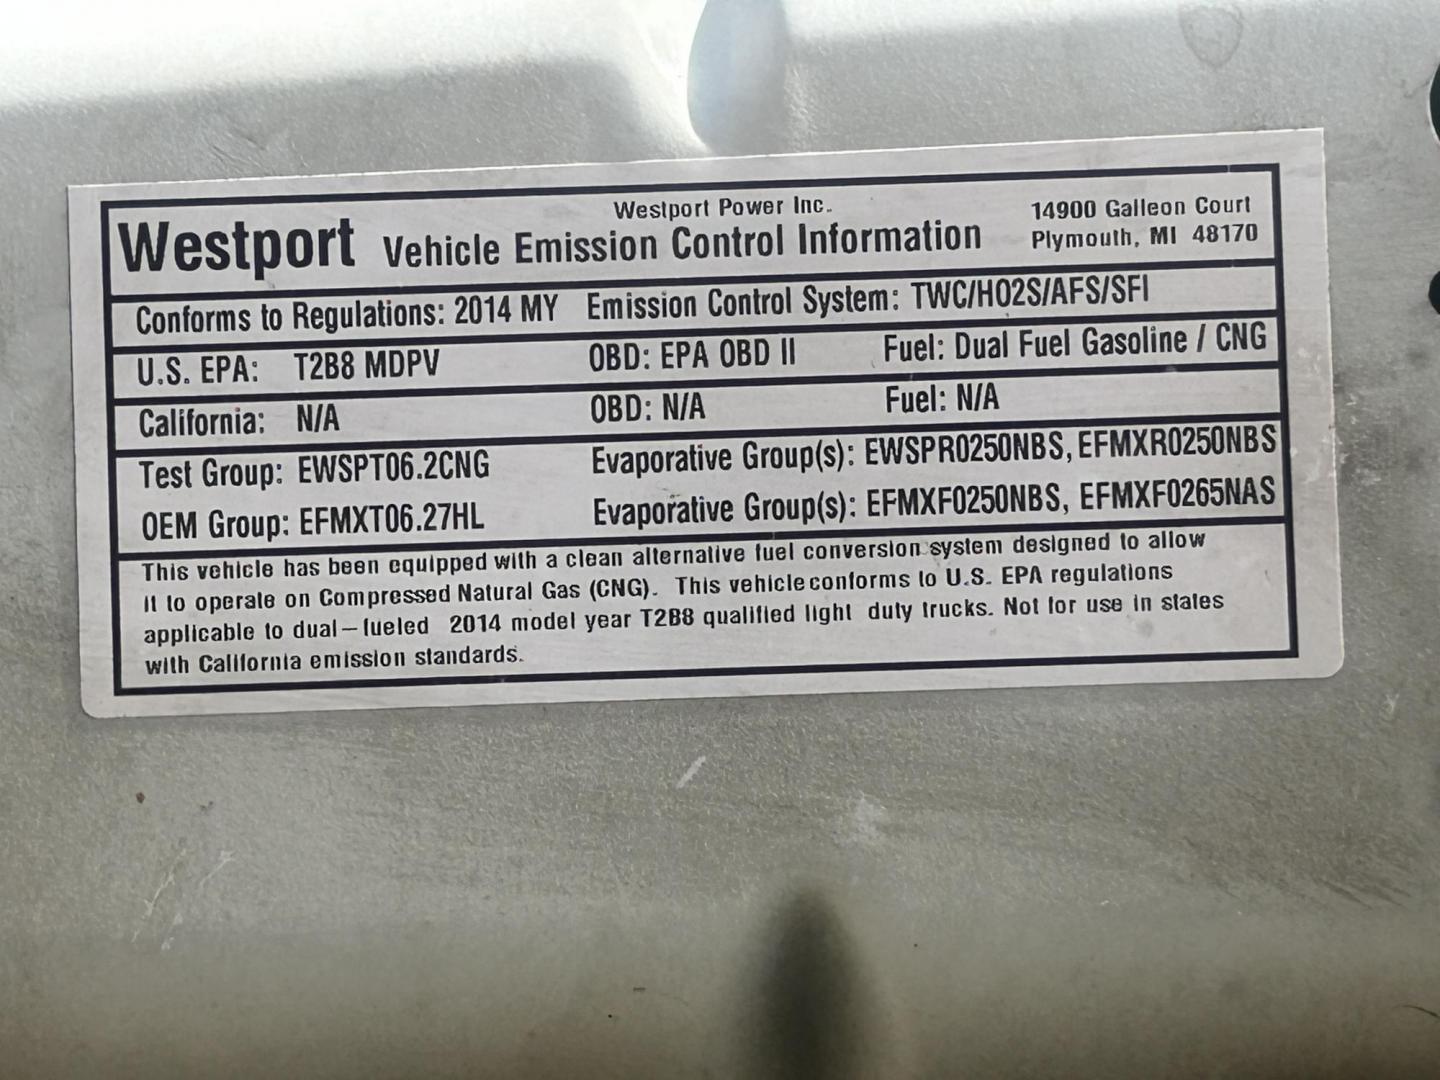 Westport Power Inc.
Westport Vehicle Emission Control Information
14900 Galleon Court
Plymouth, MI 48170
Conforms to Regulations: 2014 MY Emission Control System: TWC/HO2S/AFS/SFI
U.S. EPA: T2B8 MDPV OBD: EPA OBD II Fuel: Dual Fuel Gasoline / CNG
California: N/A OBD: N/A Fuel: N/A
Test Group: EWSPT06.2CNG Evaporative Group(s): EWSPR0250NBS, EFMXR0250NBS
OEM Group: EFMXT06.27HL Evaporative Group(s): EFMXF0250NBS, EFMXF0265NAS
This vehicle has been equipped with a clean alternative fuel conversion system designed to allow
it to operate on Compressed Natural Gas (CNG). This vehicle conforms to U.S. EPA regulations
applicable to dual-fueled 2014 model year T2B8 qualified light duty trucks. Not for use in states
with California emission standards.